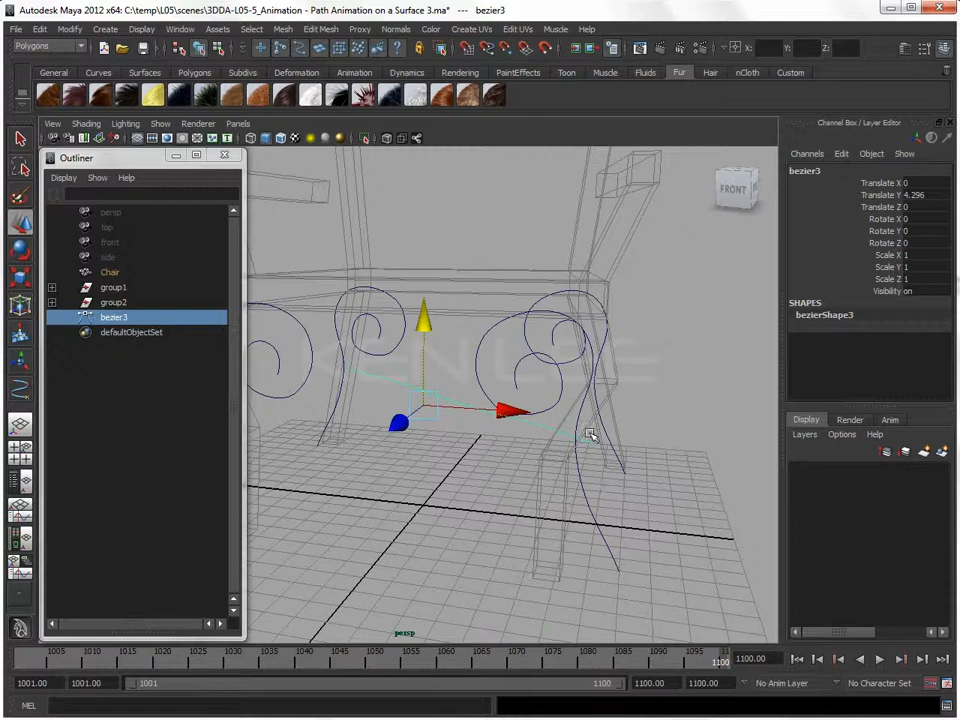 Autodesk Maya 2012 x64: C:\temp\L05\scenes\3DDA-L05-5_Animation - Path Animation on a Surface 3.ma* --- bezier3
File Edit Modify Create Display Window Assets Select Mesh Edit Mesh Proxy Normals Color Create UVs Edit UVs Muscle Help
Polygons X: Y: Z:
General Curves Surfaces Polygons Subdivs Deformation Animation Dynamics Rendering PaintEffects Toon Muscle Fluids Fur Hair nCloth Custom
View Shading Lighting Show Renderer Panels
Channel Box / Layer Editor
Outliner
Channels Edit Object Show
Display Show Help
bezier3
Translate X 0
Translate Y 4.296
Translate Z 0
Rotate X 0
Rotate Y 0
Rotate Z 0
Scale X 1
Scale Y 1
Scale Z 1
Visibility on
SHAPES
bezierShape3
FRONT
persp
top
front
side
Chair
group1
group2
bezier3
defaultObjectSet
KEN LEE
Display Render Anim
Layers Options Help
persp
1005 1010 1015 1020 1025 1030 1035 1040 1045 1050 1055 1060 1065 1070 1075 1080 1085 1090 1095 11
1100 1100.00
1001.00 1001.00 1001 1100 1100.00 1100.00 No Anim Layer No Character Set
MEL